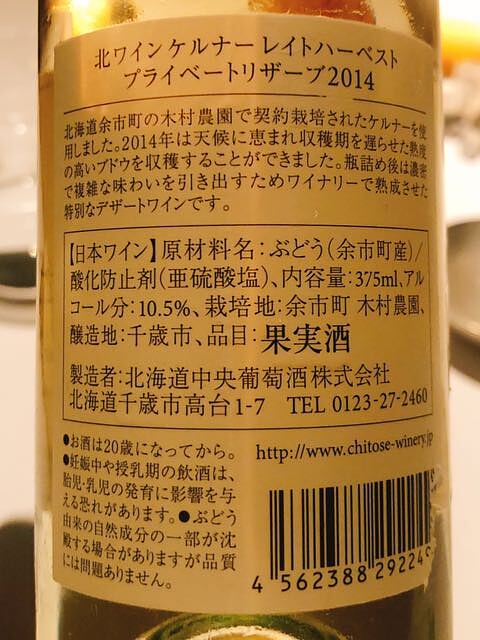 北ワインケルナー レイトハーベスト
プライベートリザーブ2014
北海道余市町の木村農園で契約栽培されたケルナーを使
用しました。2014年は天候に恵まれ収穫期を遅らせた熟度
の高いブドウを収穫することができました。瓶詰め後は濃密
で複雑な味わいを引き出すためワイナリーで熟成させた
特別なデザートワインです。
【日本ワイン】原材料名：ぶどう（余市町産）/
酸化防止剤（亜硫酸塩）、内容量：375ml、アル
コール分：10.5%、栽培地：余市町 木村農園、
醸造地：千歳市、品目：果実酒
製造者：北海道中央葡萄酒株式会社
北海道千歳市高台1-7 TEL 0123-27-2460
●お酒は20歳になってから。
●妊娠中や授乳期の飲酒は、
胎児・乳児の発育に影響を与
える恐れがあります。●ぶどう
由来の自然成分の一部が沈
殿する場合がありますが品質
には問題ありません。
http://www.chitose-winery.jp
4 562388 29224